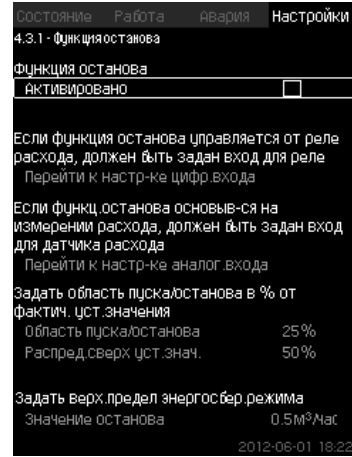 Состояние Работа Авария Настройки
4.3.1 - Функция останова
Функция останова
Активировано
Если функция останова управляется от реле
расхода, должен быть задан вход для реле
Перейти к настр-ке цифр.входа
Если функц.останова основыв-ся на
измерении расхода, должен быть задан вход
для датчика расхода
Перейти к настр-ке аналог.входа
Задать область пуска/останова в % от
фактич. уст.значения
Область пуска/останова 25%
Распред.сверх уст.знач. 50%
Задать верх.предел энергосбер.режима
Значение останова 0.5м³/час
2012-06-01 18:22